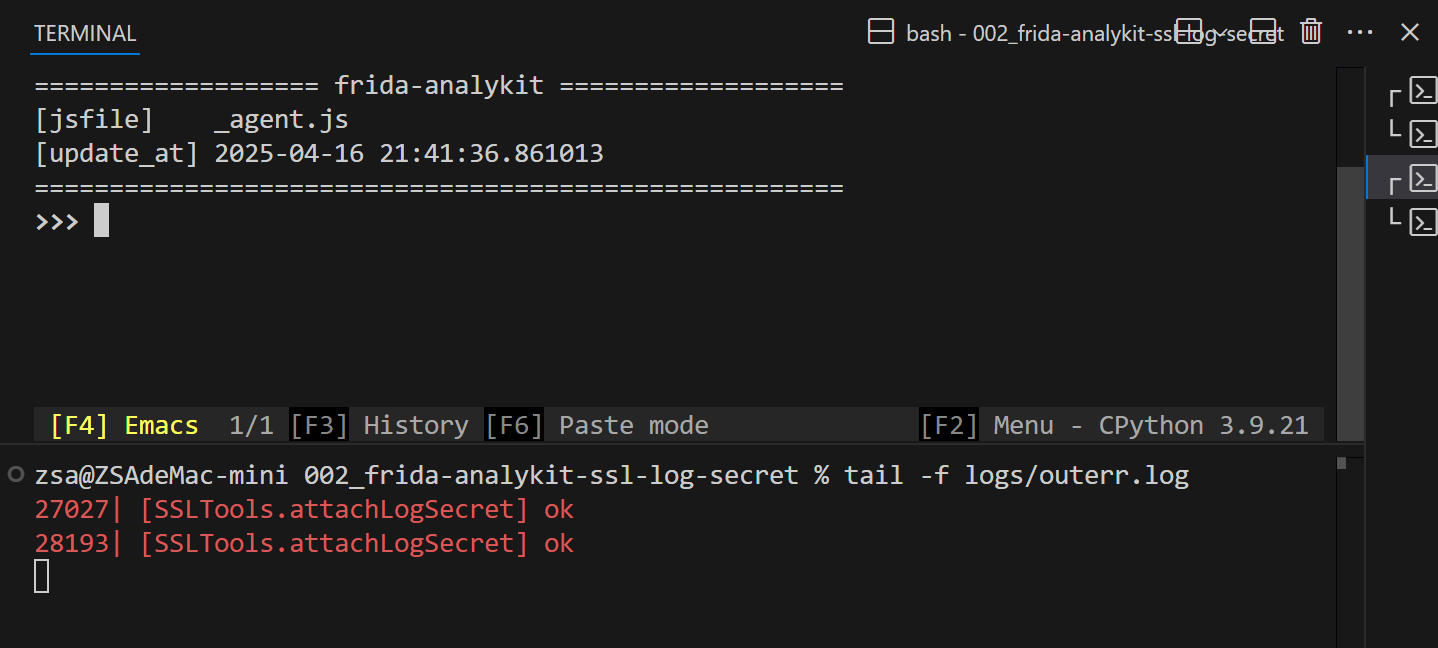 TERMINAL
bash - 002_frida-analykit-ssl-log-secret
=================== frida-analykit ===================
[jsfile]    _agent.js
[update_at] 2025-04-16 21:41:36.861013
======================================================
>>>
[F4] Emacs  1/1 [F3] History [F6] Paste mode [F2] Menu - CPython 3.9.21
zsa@ZSAdeMac-mini 002_frida-analykit-ssl-log-secret % tail -f logs/outerr.log
27027| [SSLTools.attachLogSecret] ok
28193| [SSLTools.attachLogSecret] ok